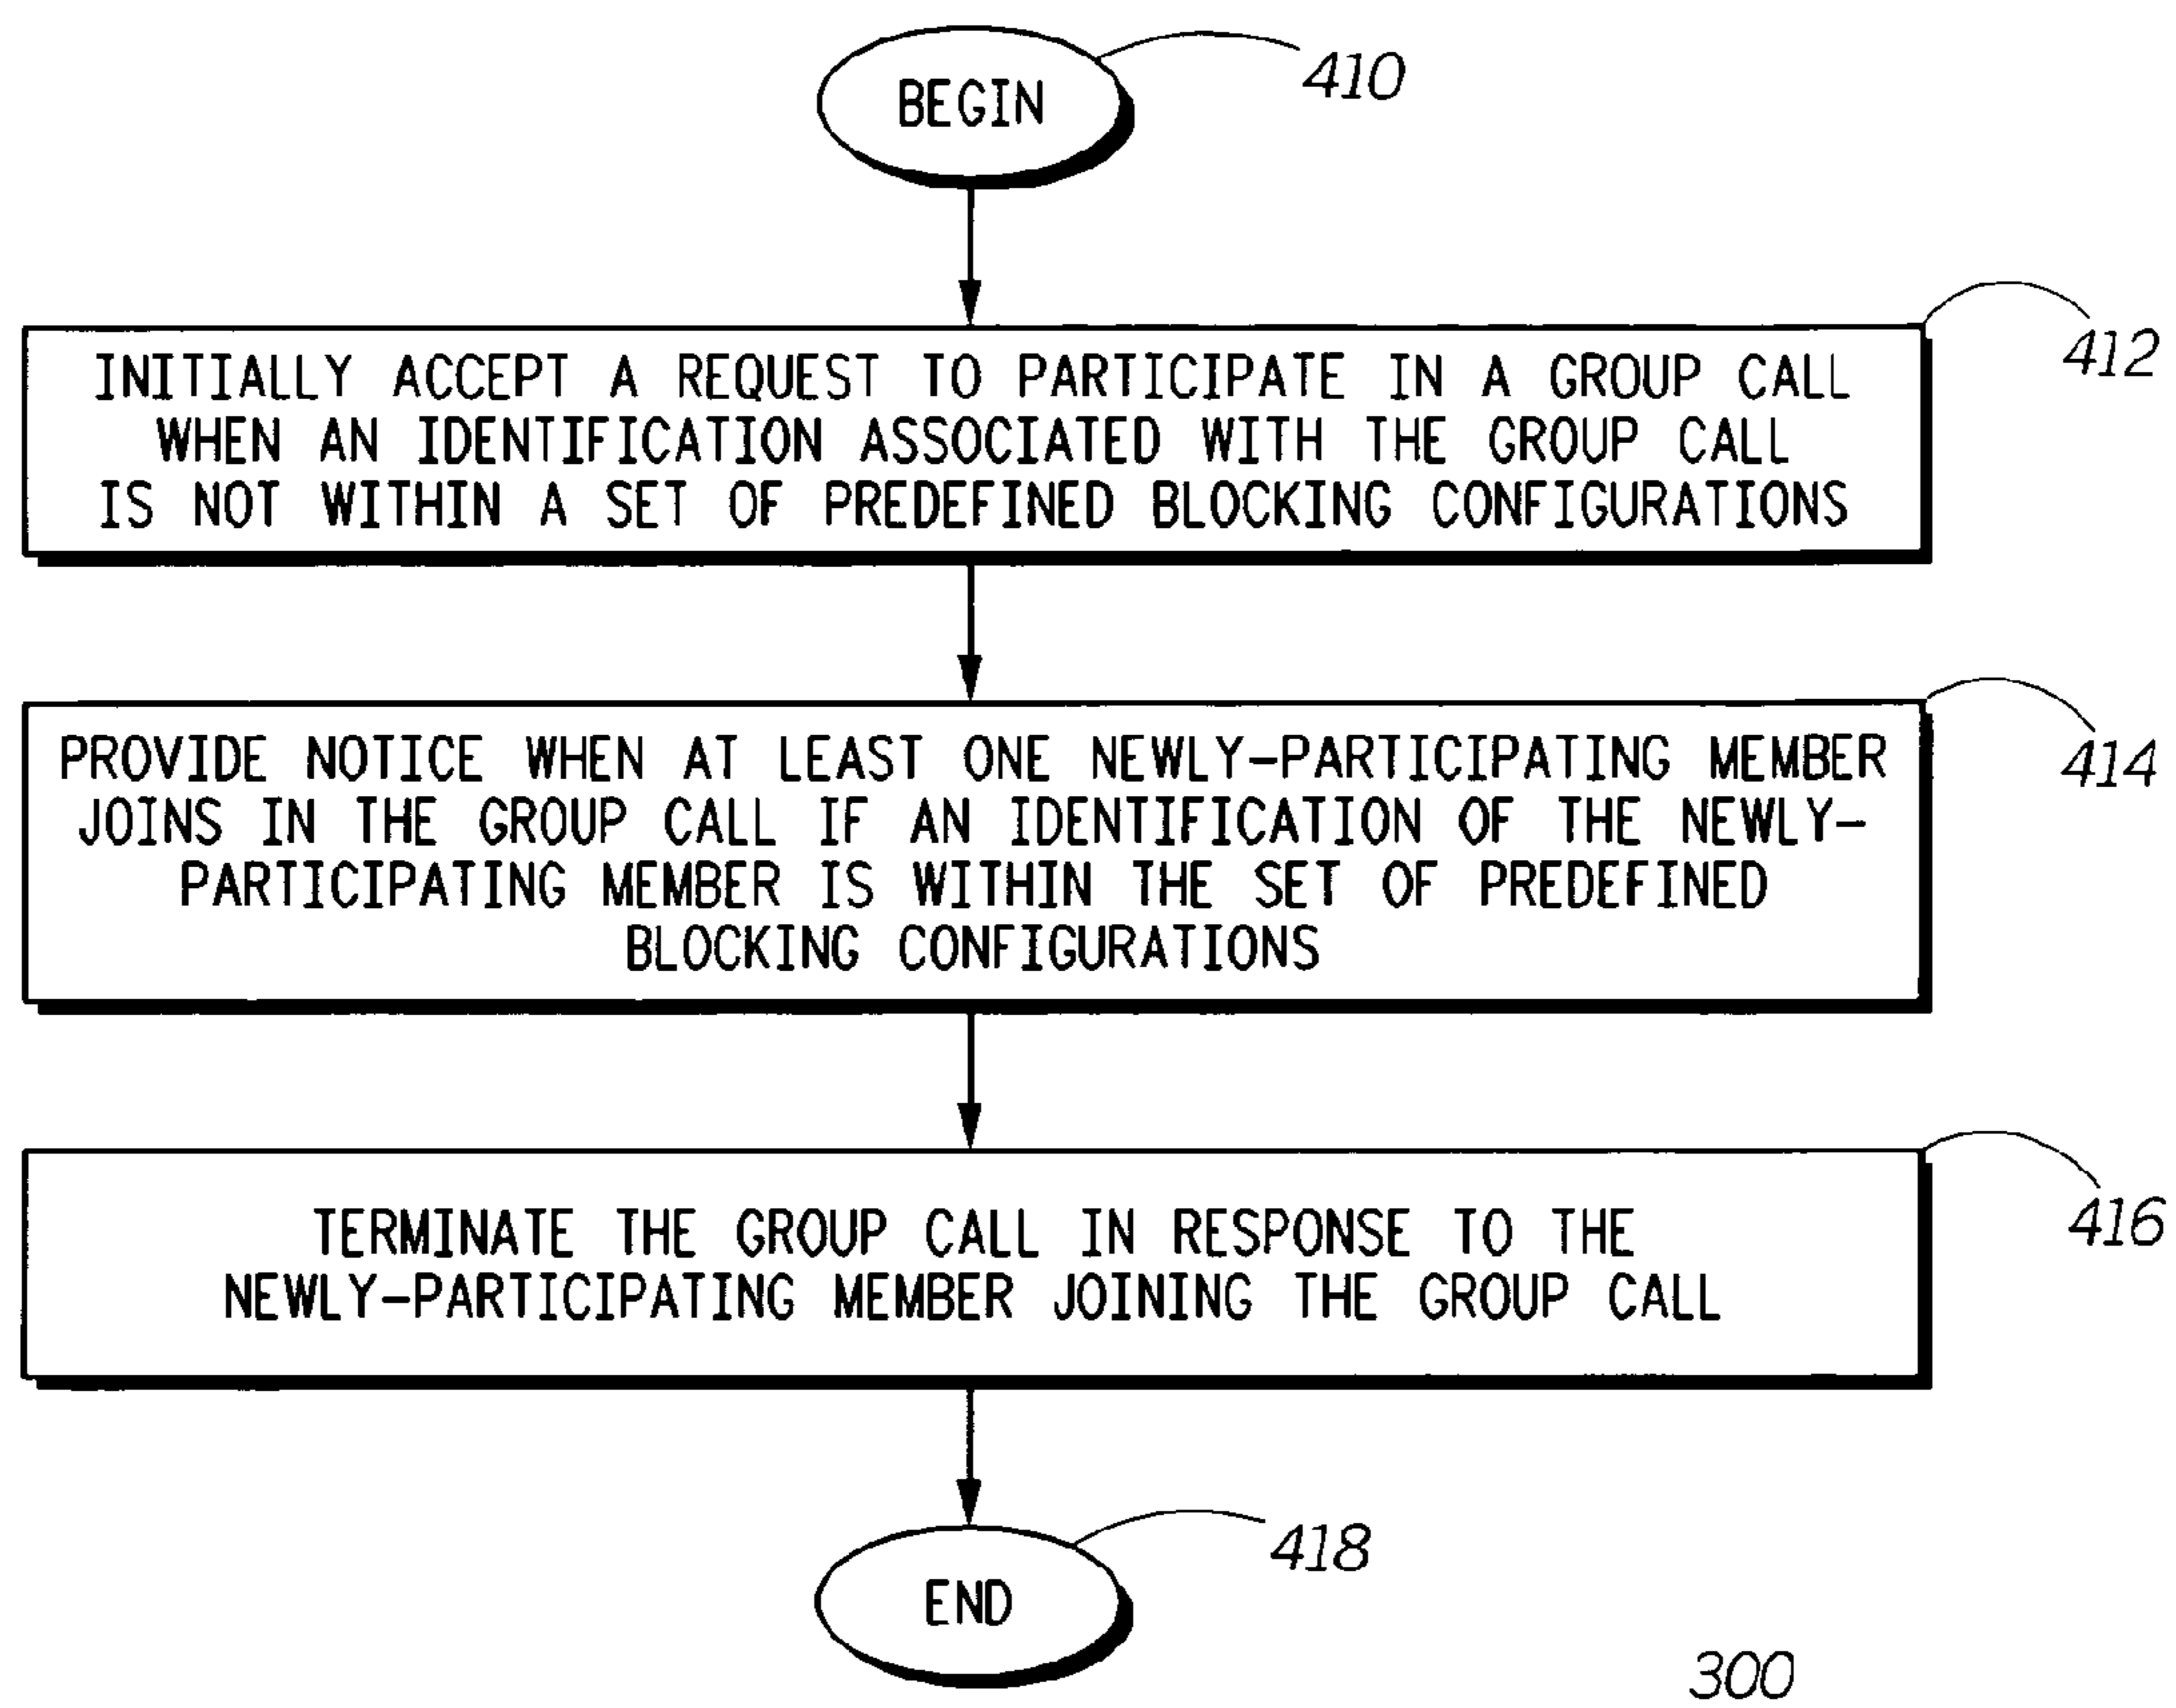 BEGIN
410
INITIALLY ACCEPT A REQUEST TO PARTICIPATE IN A GROUP CALL
WHEN AN IDENTIFICATION ASSOCIATED WITH THE GROUP CALL
IS NOT WITHIN A SET OF PREDEFINED BLOCKING CONFIGURATIONS
412
PROVIDE NOTICE WHEN AT LEAST ONE NEWLY-PARTICIPATING MEMBER
JOINS IN THE GROUP CALL IF AN IDENTIFICATION OF THE NEWLY-
PARTICIPATING MEMBER IS WITHIN THE SET OF PREDEFINED
BLOCKING CONFIGURATIONS
414
TERMINATE THE GROUP CALL IN RESPONSE TO THE
NEWLY-PARTICIPATING MEMBER JOINING THE GROUP CALL
416
END
418
300